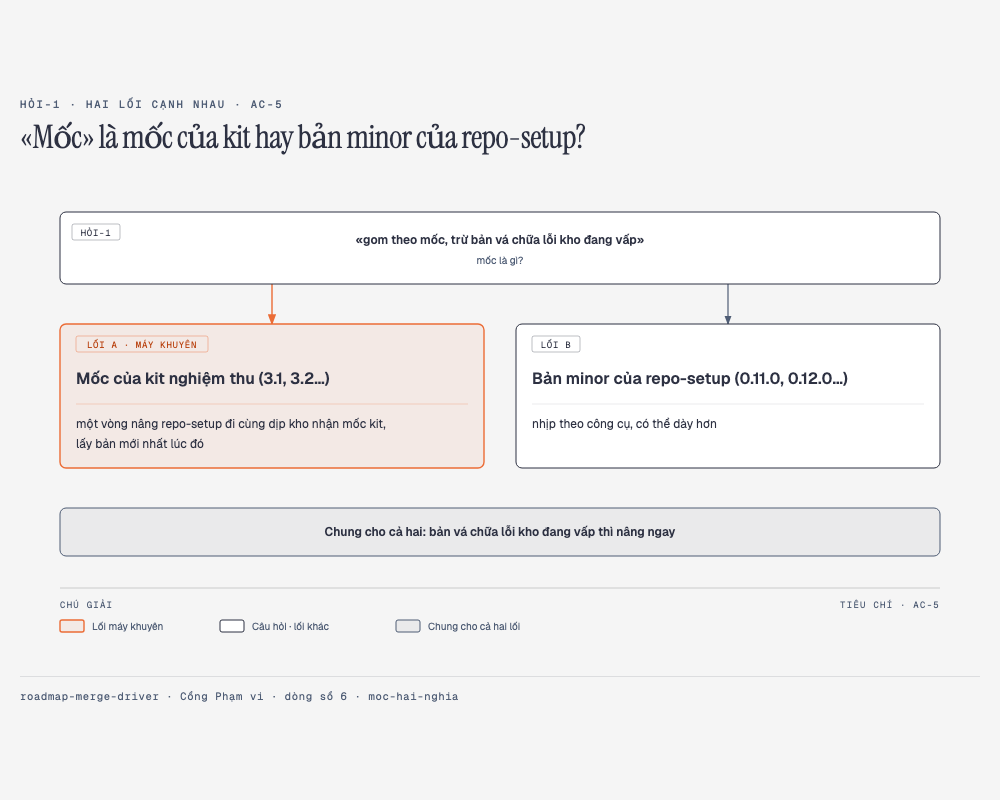 HỎI-1 · HAI LỐI CẠNH NHAU · AC-5
«Mốc» là mốc của kit hay bản minor của repo-setup?
HỎI-1
«gom theo mốc, trừ bản vá chữa lỗi kho đang vấp»
mốc là gì?
LỐI A · MÁY KHUYÊN
Mốc của kit nghiệm thu (3.1, 3.2…)
một vòng nâng repo-setup đi cùng dịp kho nhận mốc kit,
lấy bản mới nhất lúc đó
LỐI B
Bản minor của repo-setup (0.11.0, 0.12.0…)
nhịp theo công cụ, có thể dày hơn
Chung cho cả hai: bản vá chữa lỗi kho đang vấp thì nâng ngay
CHÚ GIẢI
TIÊU CHÍ · AC-5
Lối máy khuyên
Câu hỏi · lối khác
Chung cho cả hai lối
roadmap-merge-driver · Cổng Phạm vi · dòng số 6 · moc-hai-nghia